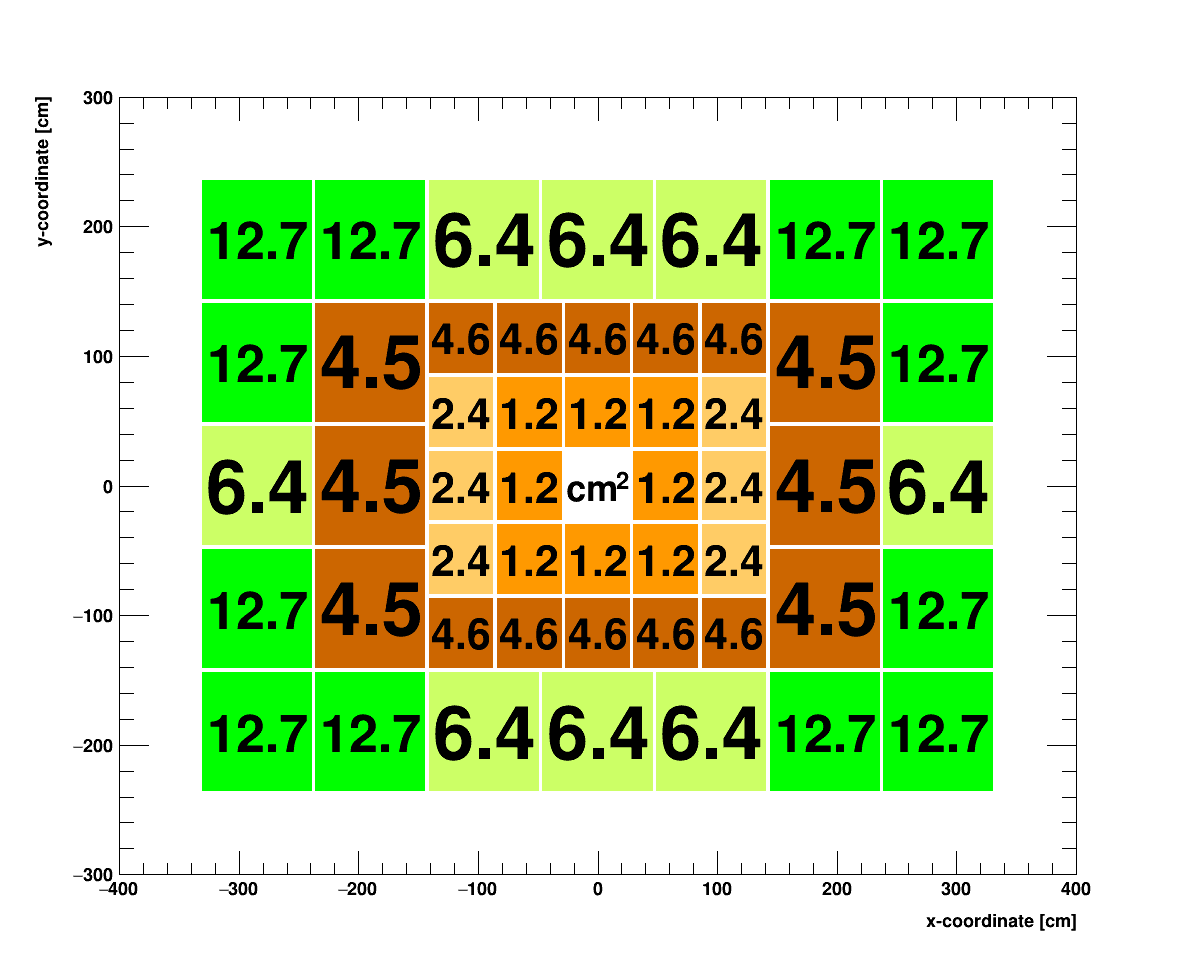 y-coordinate [cm]
300
200
100
0
−100
−200
−300
12.7 12.7 6.4 6.4 6.4 12.7 12.7
12.7 4.5 4.6 4.6 4.6 4.6 4.6 4.5 12.7
2.4 1.2 1.2 1.2 2.4
6.4 4.5 2.4 1.2 cm² 1.2 2.4 4.5 6.4
2.4 1.2 1.2 1.2 2.4
12.7 4.5 4.6 4.6 4.6 4.6 4.6 4.5 12.7
12.7 12.7 6.4 6.4 6.4 12.7 12.7
−400 −300 −200 −100 0 100 200 300 400
x-coordinate [cm]